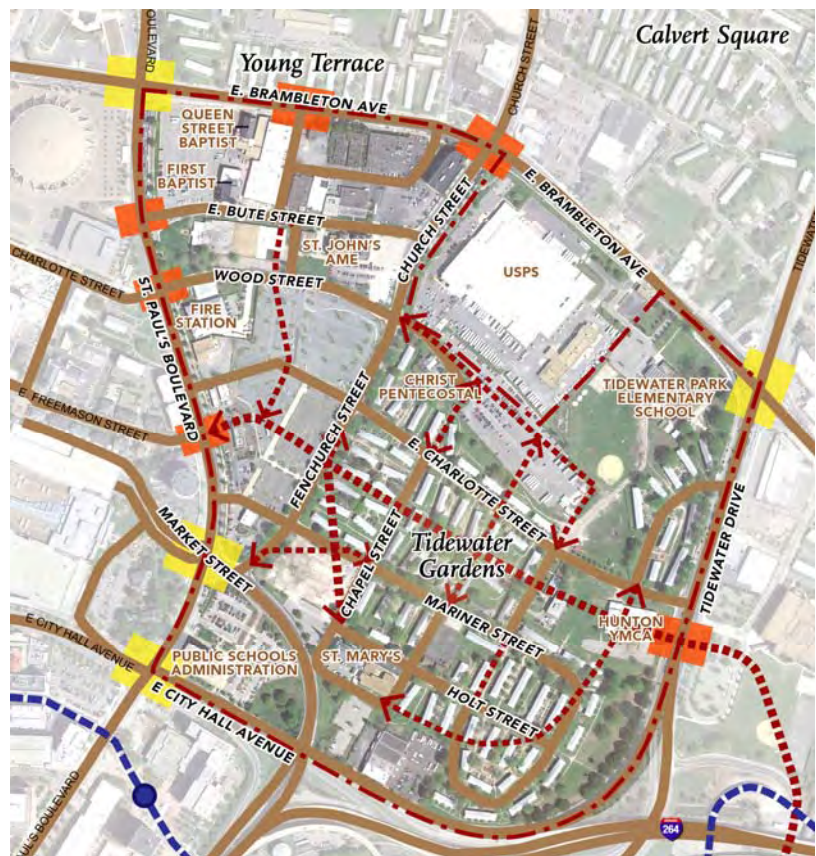 OULEVARD
Young Terrace
Calvert Square
CHURCH STREET
E. BRAMBLETON AVE
QUEEN
STREET
BAPTIST
FIRST
BAPTIST
E. BRAMBLETON AVE
TIDEWATER
E. BUTE STREET
CHURCH STREET
ST. JOHN'S
AME
USPS
CHARLOTTE STREET
WOOD STREET
ST. PAUL'S BOULEVARD
FIRE
STATION
CHRIST
PENTECOSTAL
TIDEWATER PARK
ELEMENTARY
SCHOOL
E. FREEMASON STREET
FENCHURCH STREET
E. CHARLOTTE STREET
MARKET STREET
CHAPEL STREET
Tidewater
Gardens
TIDEWATER DRIVE
MARINER STREET
HUNTON
YMCA
E CITY HALL AVENUE
PUBLIC SCHOOLS
ADMINISTRATION
ST. MARY'S
HOLT STREET
E. CITY HALL AVENUE
PAUL'S BOULEVARD
264